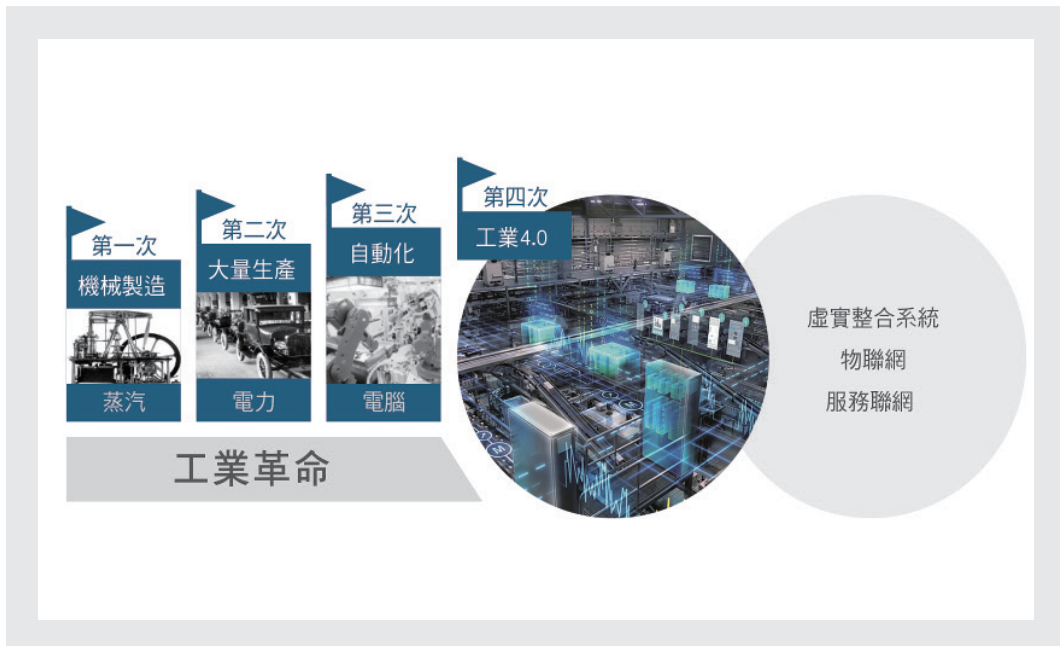 第一次
機械製造
蒸汽
第二次
大量生產
電力
第三次
自動化
電腦
第四次
工業4.0
工業革命
虛實整合系統
物聯網
服務聯網